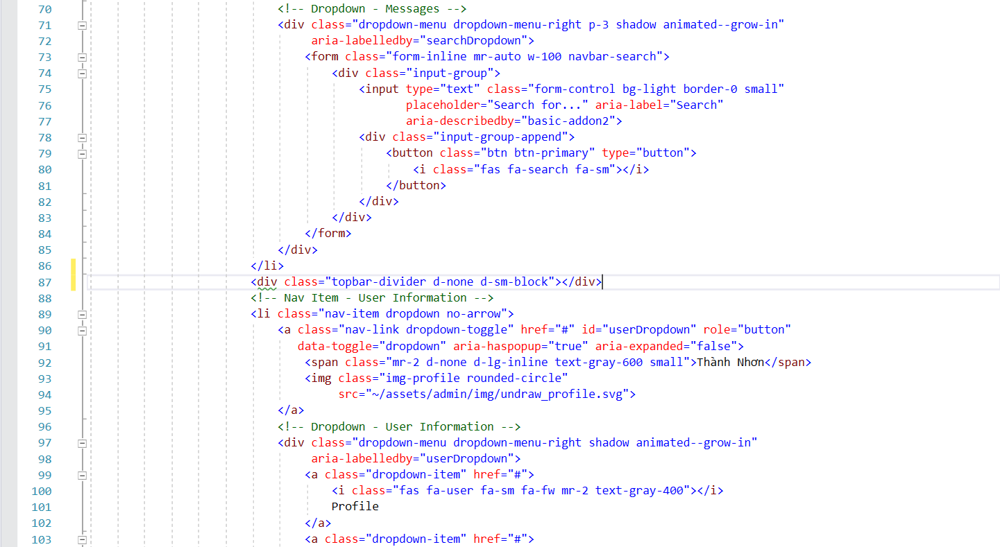 70 <!-- Dropdown - Messages -->
71 <div class="dropdown-menu dropdown-menu-right p-3 shadow animated--grow-in"
72 aria-labelledby="searchDropdown">
73 <form class="form-inline mr-auto w-100 navbar-search">
74 <div class="input-group">
75 <input type="text" class="form-control bg-light border-0 small"
76 placeholder="Search for..." aria-label="Search"
77 aria-describedby="basic-addon2">
78 <div class="input-group-append">
79 <button class="btn btn-primary" type="button">
80 <i class="fas fa-search fa-sm"></i>
81 </button>
82 </div>
83 </div>
84 </form>
85 </div>
86 </li>
87 <div class="topbar-divider d-none d-sm-block"></div>
88 <!-- Nav Item - User Information -->
89 <li class="nav-item dropdown no-arrow">
90 <a class="nav-link dropdown-toggle" href="#" id="userDropdown" role="button"
91 data-toggle="dropdown" aria-haspopup="true" aria-expanded="false">
92 <span class="mr-2 d-none d-lg-inline text-gray-600 small">Thành Nhơn</span>
93 <img class="img-profile rounded-circle"
94 src="~/assets/admin/img/undraw_profile.svg">
95 </a>
96 <!-- Dropdown - User Information -->
97 <div class="dropdown-menu dropdown-menu-right shadow animated--grow-in"
98 aria-labelledby="userDropdown">
99 <a class="dropdown-item" href="#">
100 <i class="fas fa-user fa-sm fa-fw mr-2 text-gray-400"></i>
101 Profile
102 </a>
103 <a class="dropdown-item" href="#">